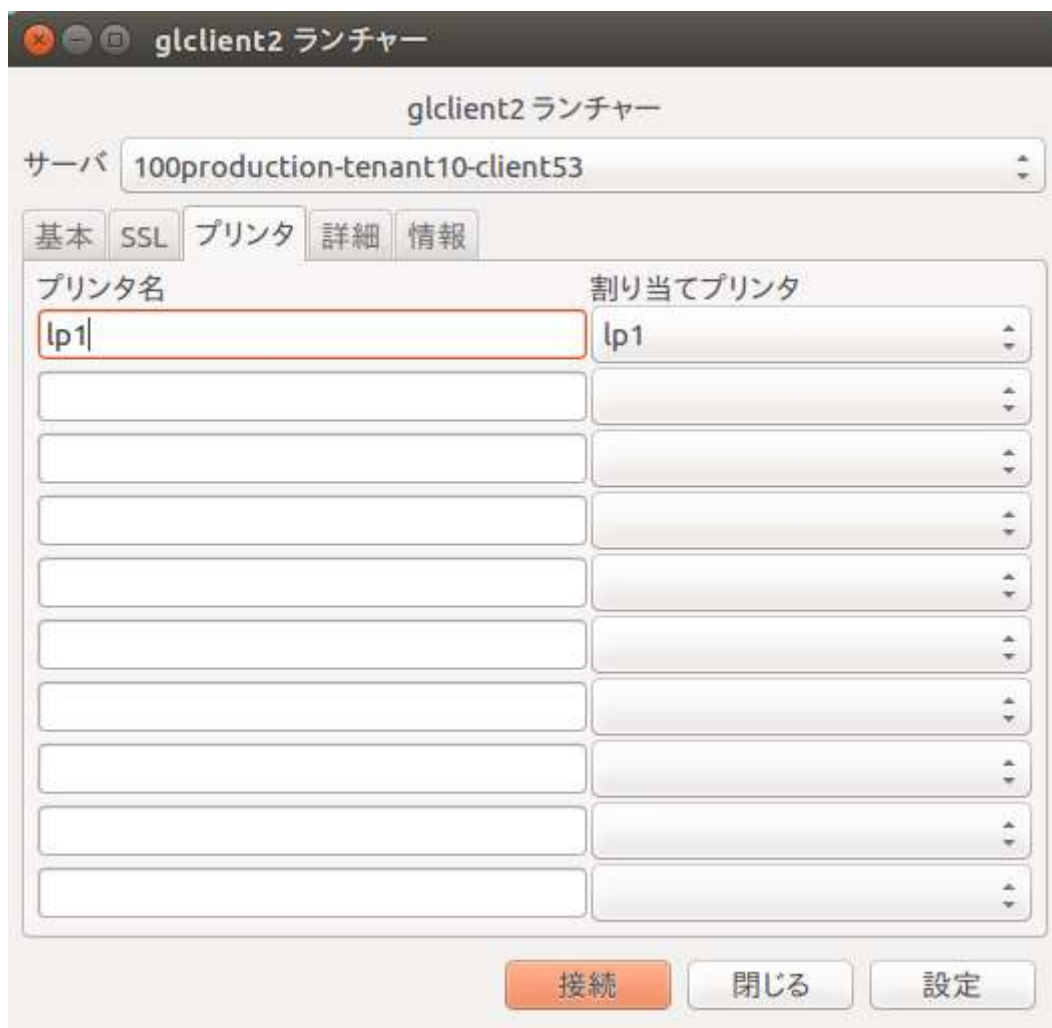 glclient2 ランチャー
glclient2 ランチャー
サーバ 100production-tenant10-client53
基本 SSL プリンタ 詳細 情報
プリンタ名 割り当てプリンタ
lp1 lp1
接続 閉じる 設定